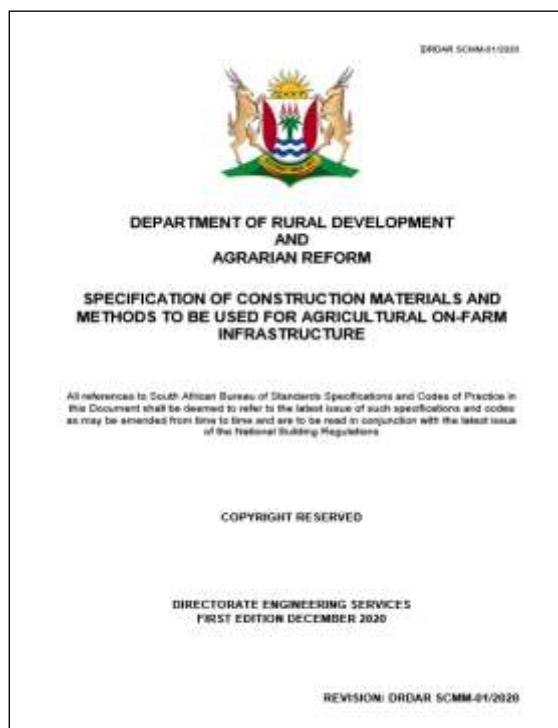 DRDAR SCMM-01/2020
DEPARTMENT OF RURAL DEVELOPMENT
AND
AGRARIAN REFORM
SPECIFICATION OF CONSTRUCTION MATERIALS AND
METHODS TO BE USED FOR AGRICULTURAL ON-FARM
INFRASTRUCTURE
All references to South African Bureau of Standards Specifications and Codes of Practice in
this Document shall be deemed to refer to the latest issue of such specifications and codes
as may be amended from time to time and are to be read in conjunction with the latest issue
of the National Building Regulations
COPYRIGHT RESERVED
DIRECTORATE ENGINEERING SERVICES
FIRST EDITION DECEMBER 2020
REVISION: DRDAR SCMM-01/2020